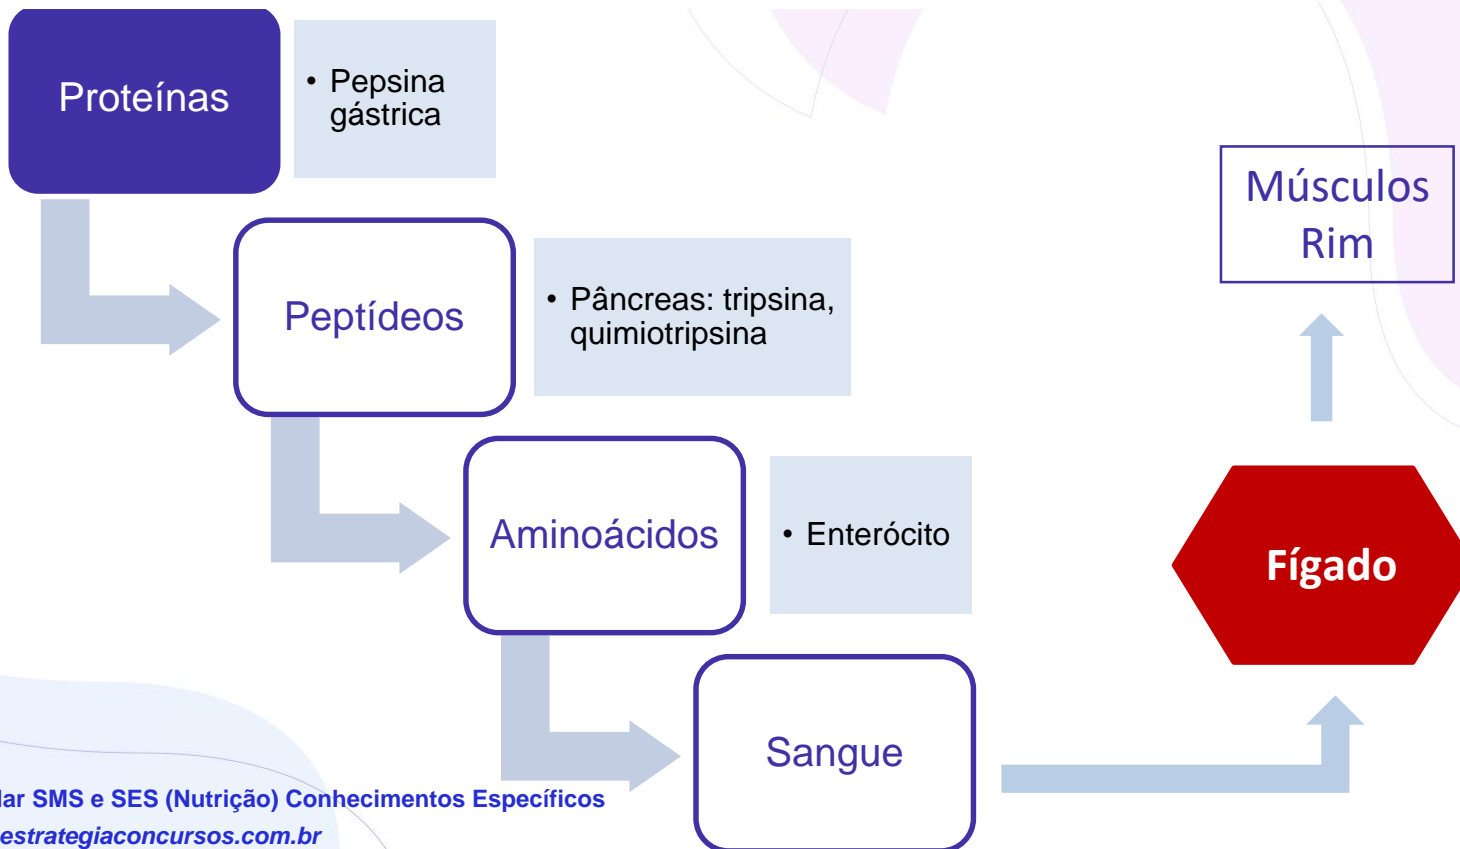 Proteínas
• Pepsina
gástrica
Peptídeos
• Pâncreas: tripsina,
quimiotripsina
Aminoácidos
• Enterócito
Sangue
Fígado
Músculos
Rim
SMS e SES (Nutrição) Conhecimentos Específicos
estrategiaconcursos.com.br